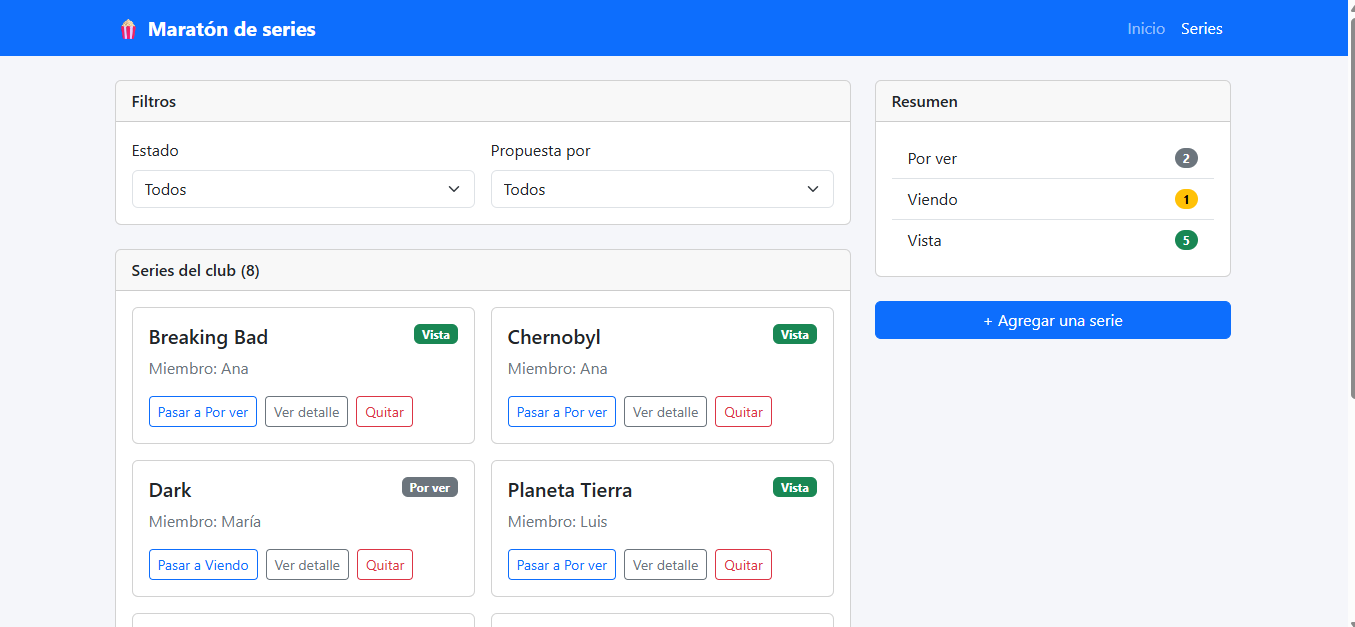 Maratón de series
Inicio Series
Filtros
Estado
Todos
Propuesta por
Todos
Series del club (8)
Breaking Bad Vista
Miembro: Ana
Pasar a Por ver Ver detalle Quitar
Chernobyl Vista
Miembro: Ana
Pasar a Por ver Ver detalle Quitar
Dark Por ver
Miembro: María
Pasar a Viendo Ver detalle Quitar
Planeta Tierra Vista
Miembro: Luis
Pasar a Por ver Ver detalle Quitar
Resumen
Por ver 2
Viendo 1
Vista 5
+ Agregar una serie